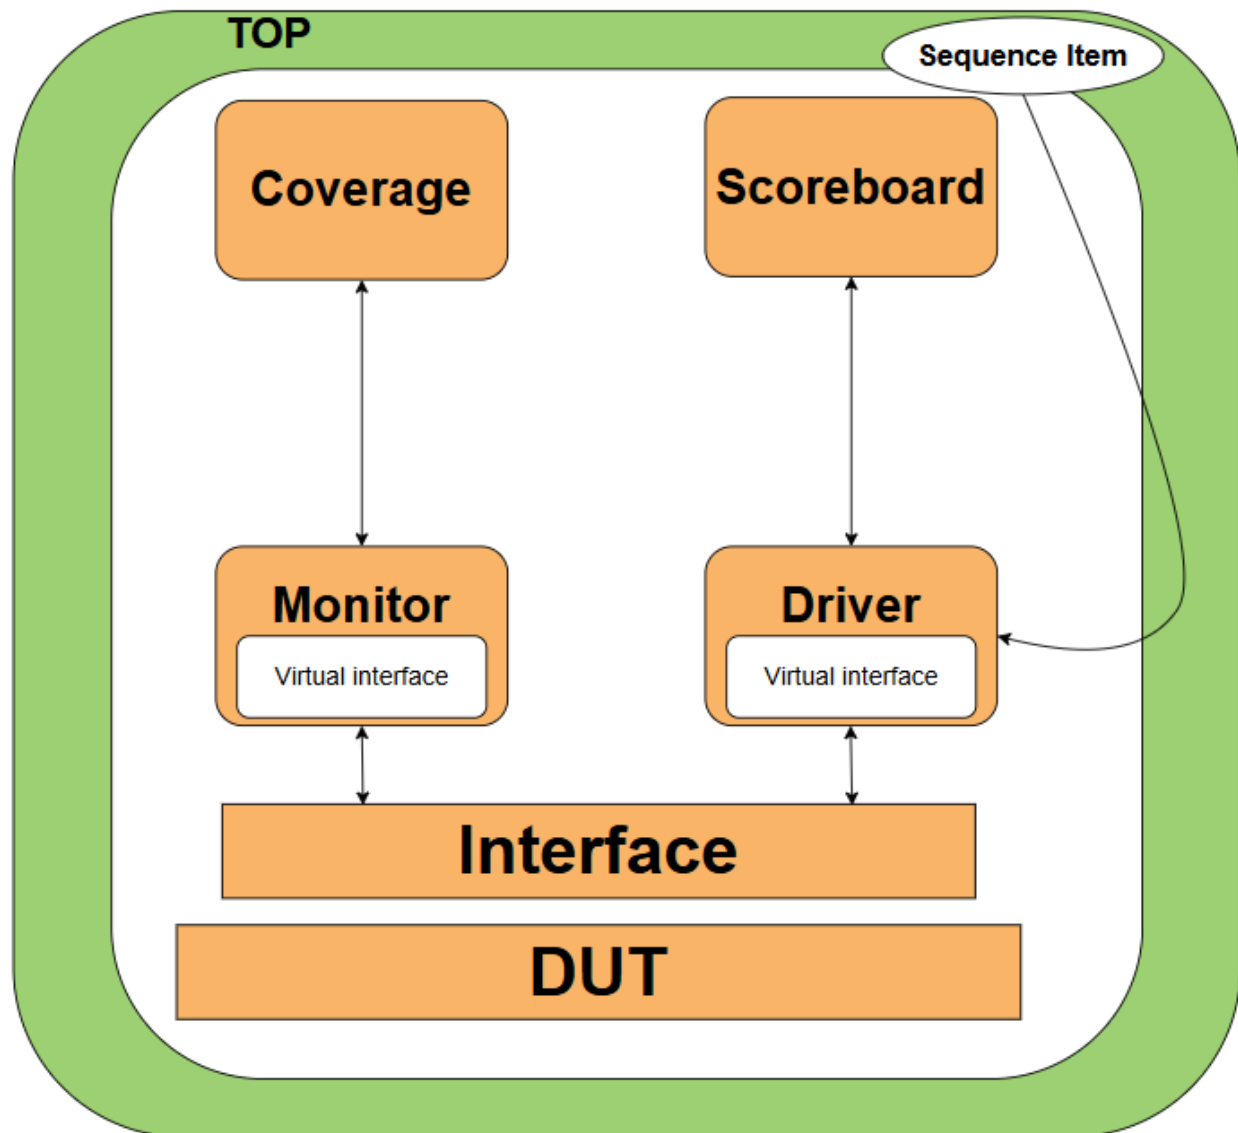 TOP
Sequence Item
Coverage
Scoreboard
Monitor
Virtual interface
Driver
Virtual interface
Interface
DUT